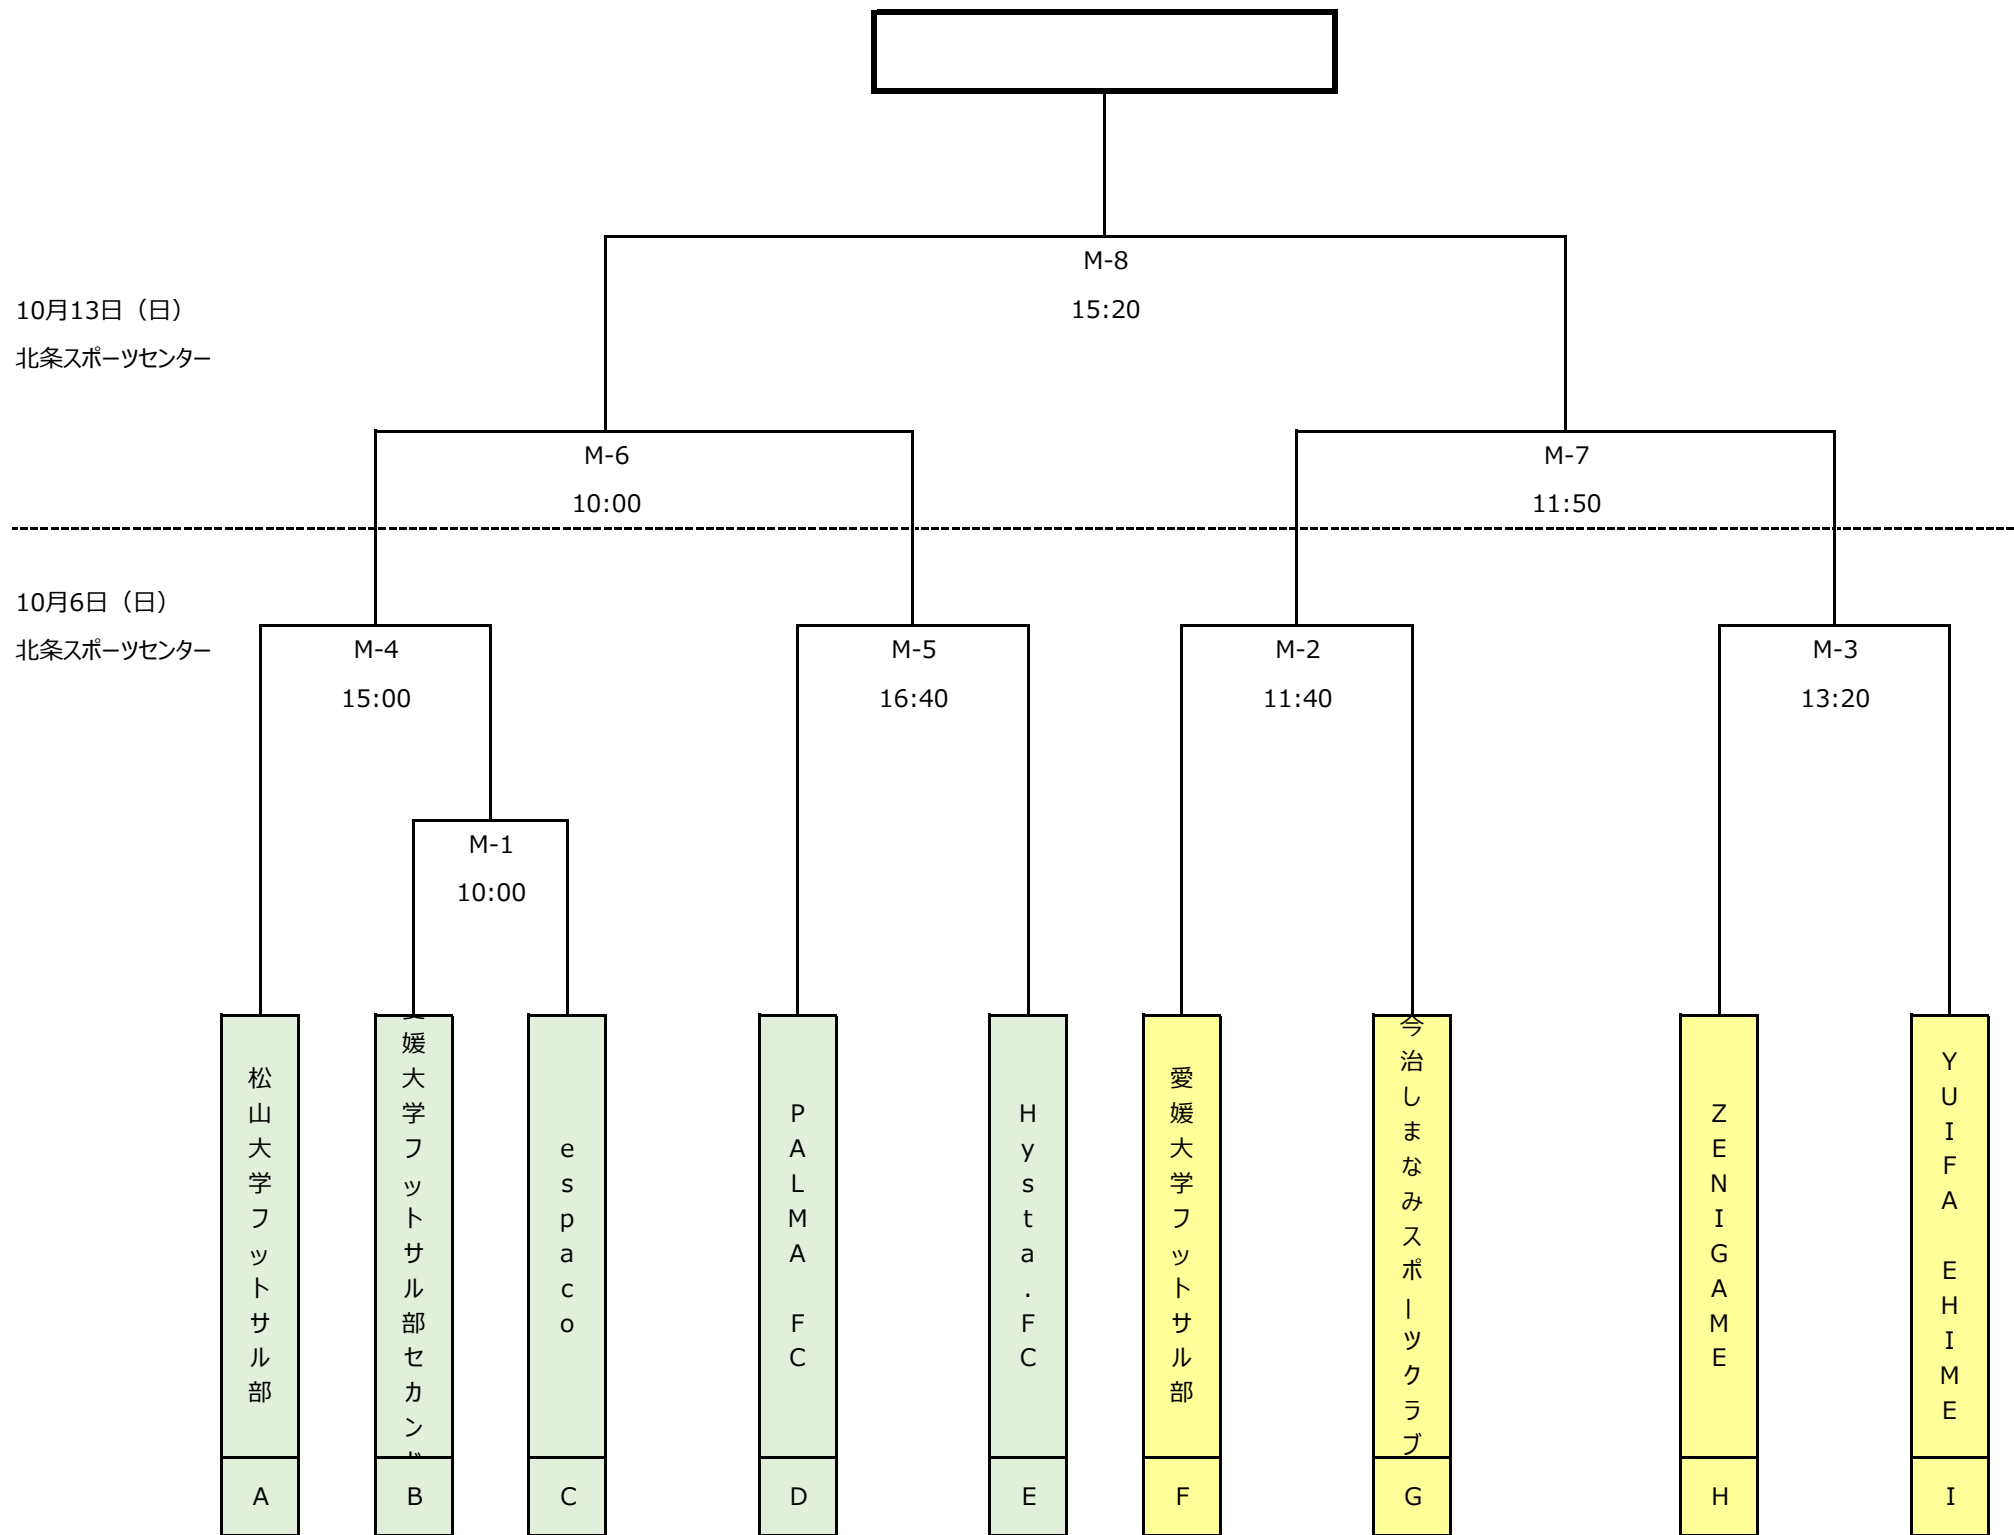 M-8
15:20
10月13日（日）
北条スポーツセンター
M-6
10:00
M-7
11:50
10月6日（日）
北条スポーツセンター
M-4
15:00
M-5
16:40
M-2
11:40
M-3
13:20
M-1
10:00
松山大学フットサル部
媛大学フットサル部セカン
espaco
PALMA FC
Hysta.FC
愛媛大学フットサル部
今治しまなみスポーツクラブ
ZENIGAME
YUIFA EHIME
A
B
C
D
E
F
G
H
I